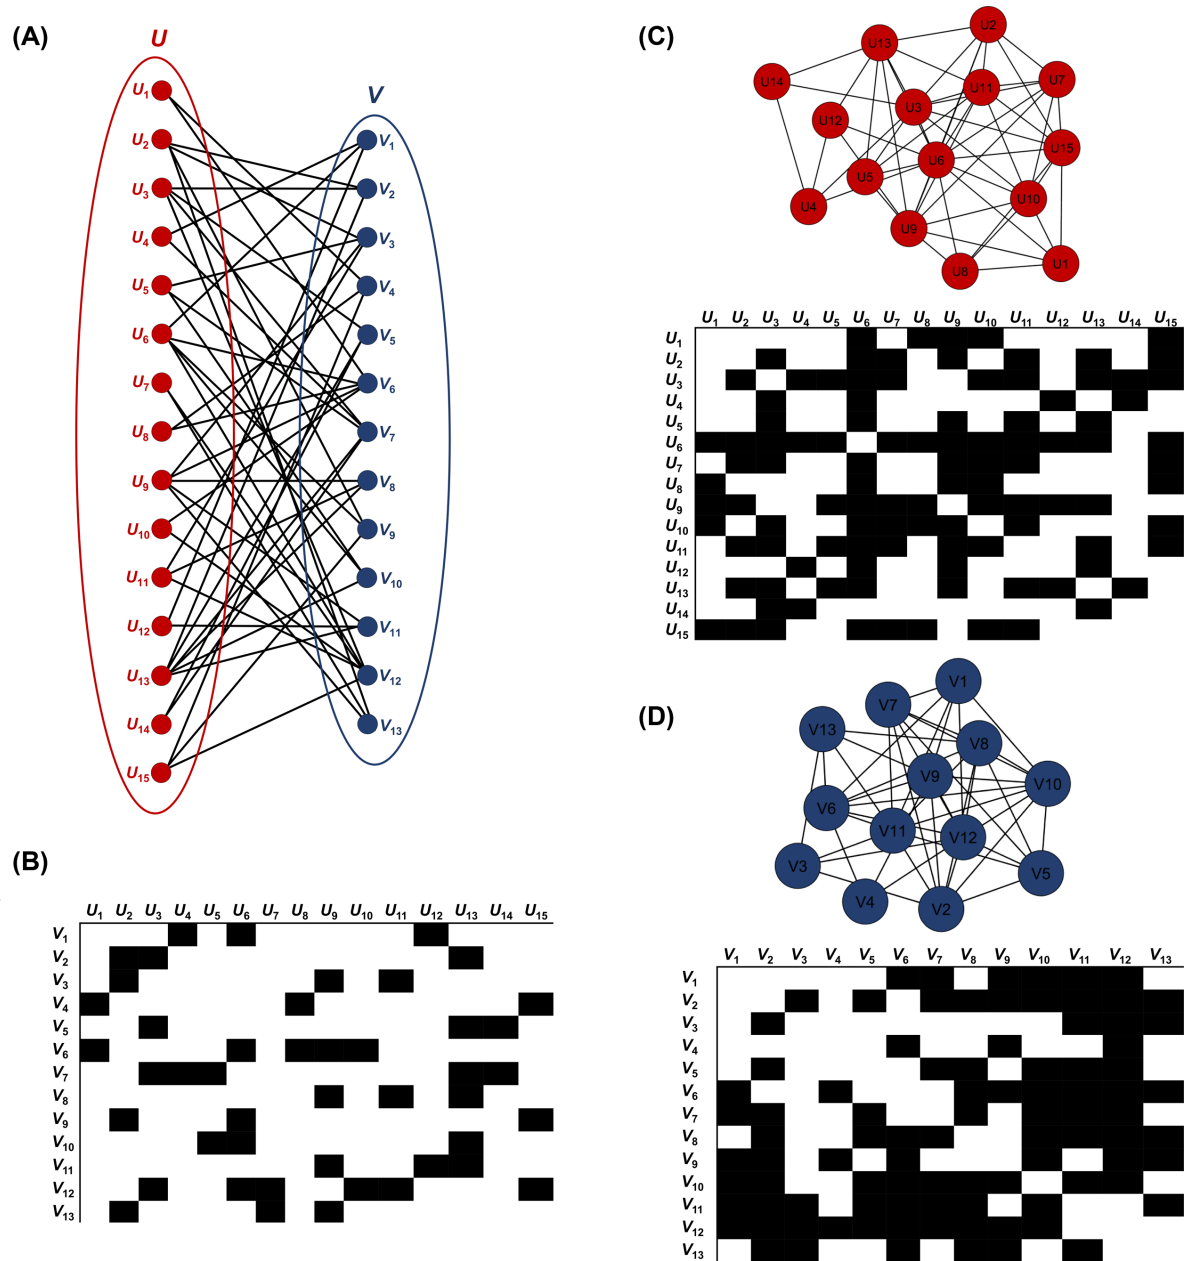 (A)
U
V
U1
U2
U3
U4
U5
U6
U7
U8
U9
U10
U11
U12
U13
U14
U15
V1
V2
V3
V4
V5
V6
V7
V8
V9
V10
V11
V12
V13
(B)
U1 U2 U3 U4 U5 U6 U7 U8 U9 U10 U11 U12 U13 U14 U15
V1
V2
V3
V4
V5
V6
V7
V8
V9
V10
V11
V12
V13
(C)
U2
U13
U14
U7
U11
U3
U12
U15
U6
U5
U10
U4
U9
U1
U8
U1 U2 U3 U4 U5 U6 U7 U8 U9 U10 U11 U12 U13 U14 U15
U1
U2
U3
U4
U5
U6
U7
U8
U9
U10
U11
U12
U13
U14
U15
(D)
V1
V7
V13
V8
V9
V10
V6
V11
V12
V3
V5
V4
V2
V1 V2 V3 V4 V5 V6 V7 V8 V9 V10 V11 V12 V13
V1
V2
V3
V4
V5
V6
V7
V8
V9
V10
V11
V12
V13